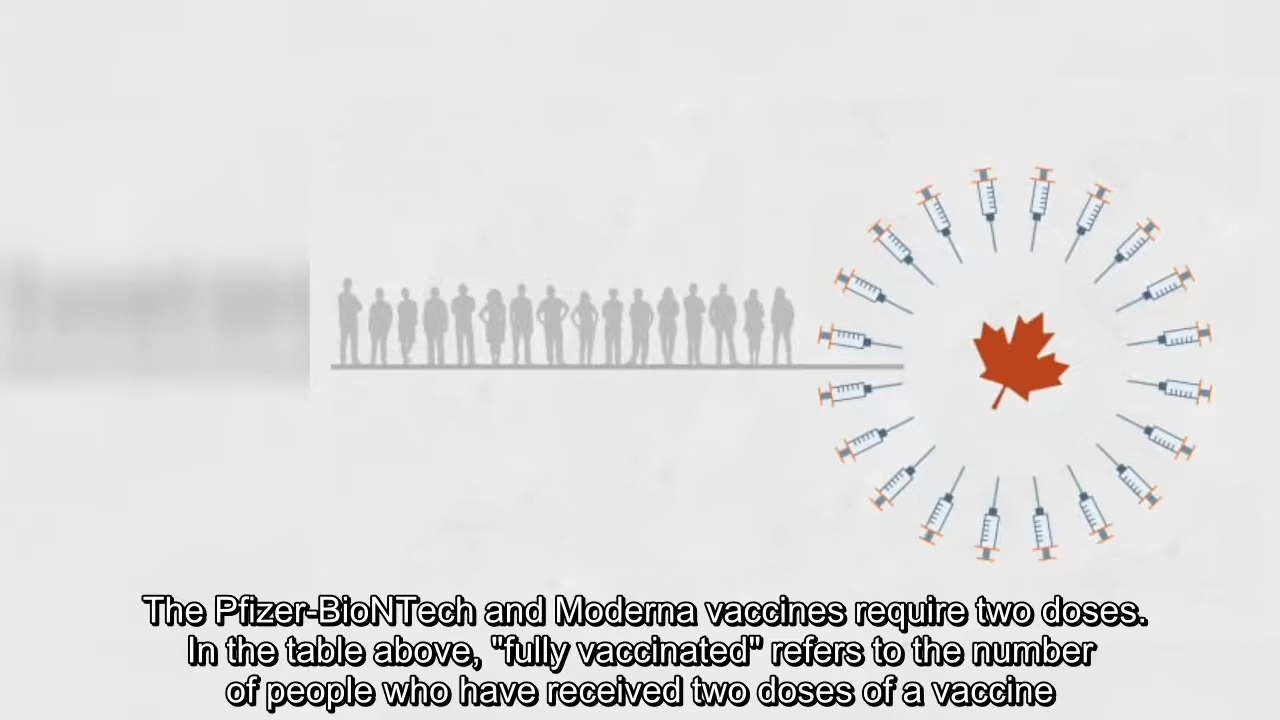 The Pfizer-BioNTech and Moderna vaccines require two doses.
In the table above, "fully vaccinated" refers to the number
of people who have received two doses of a vaccine